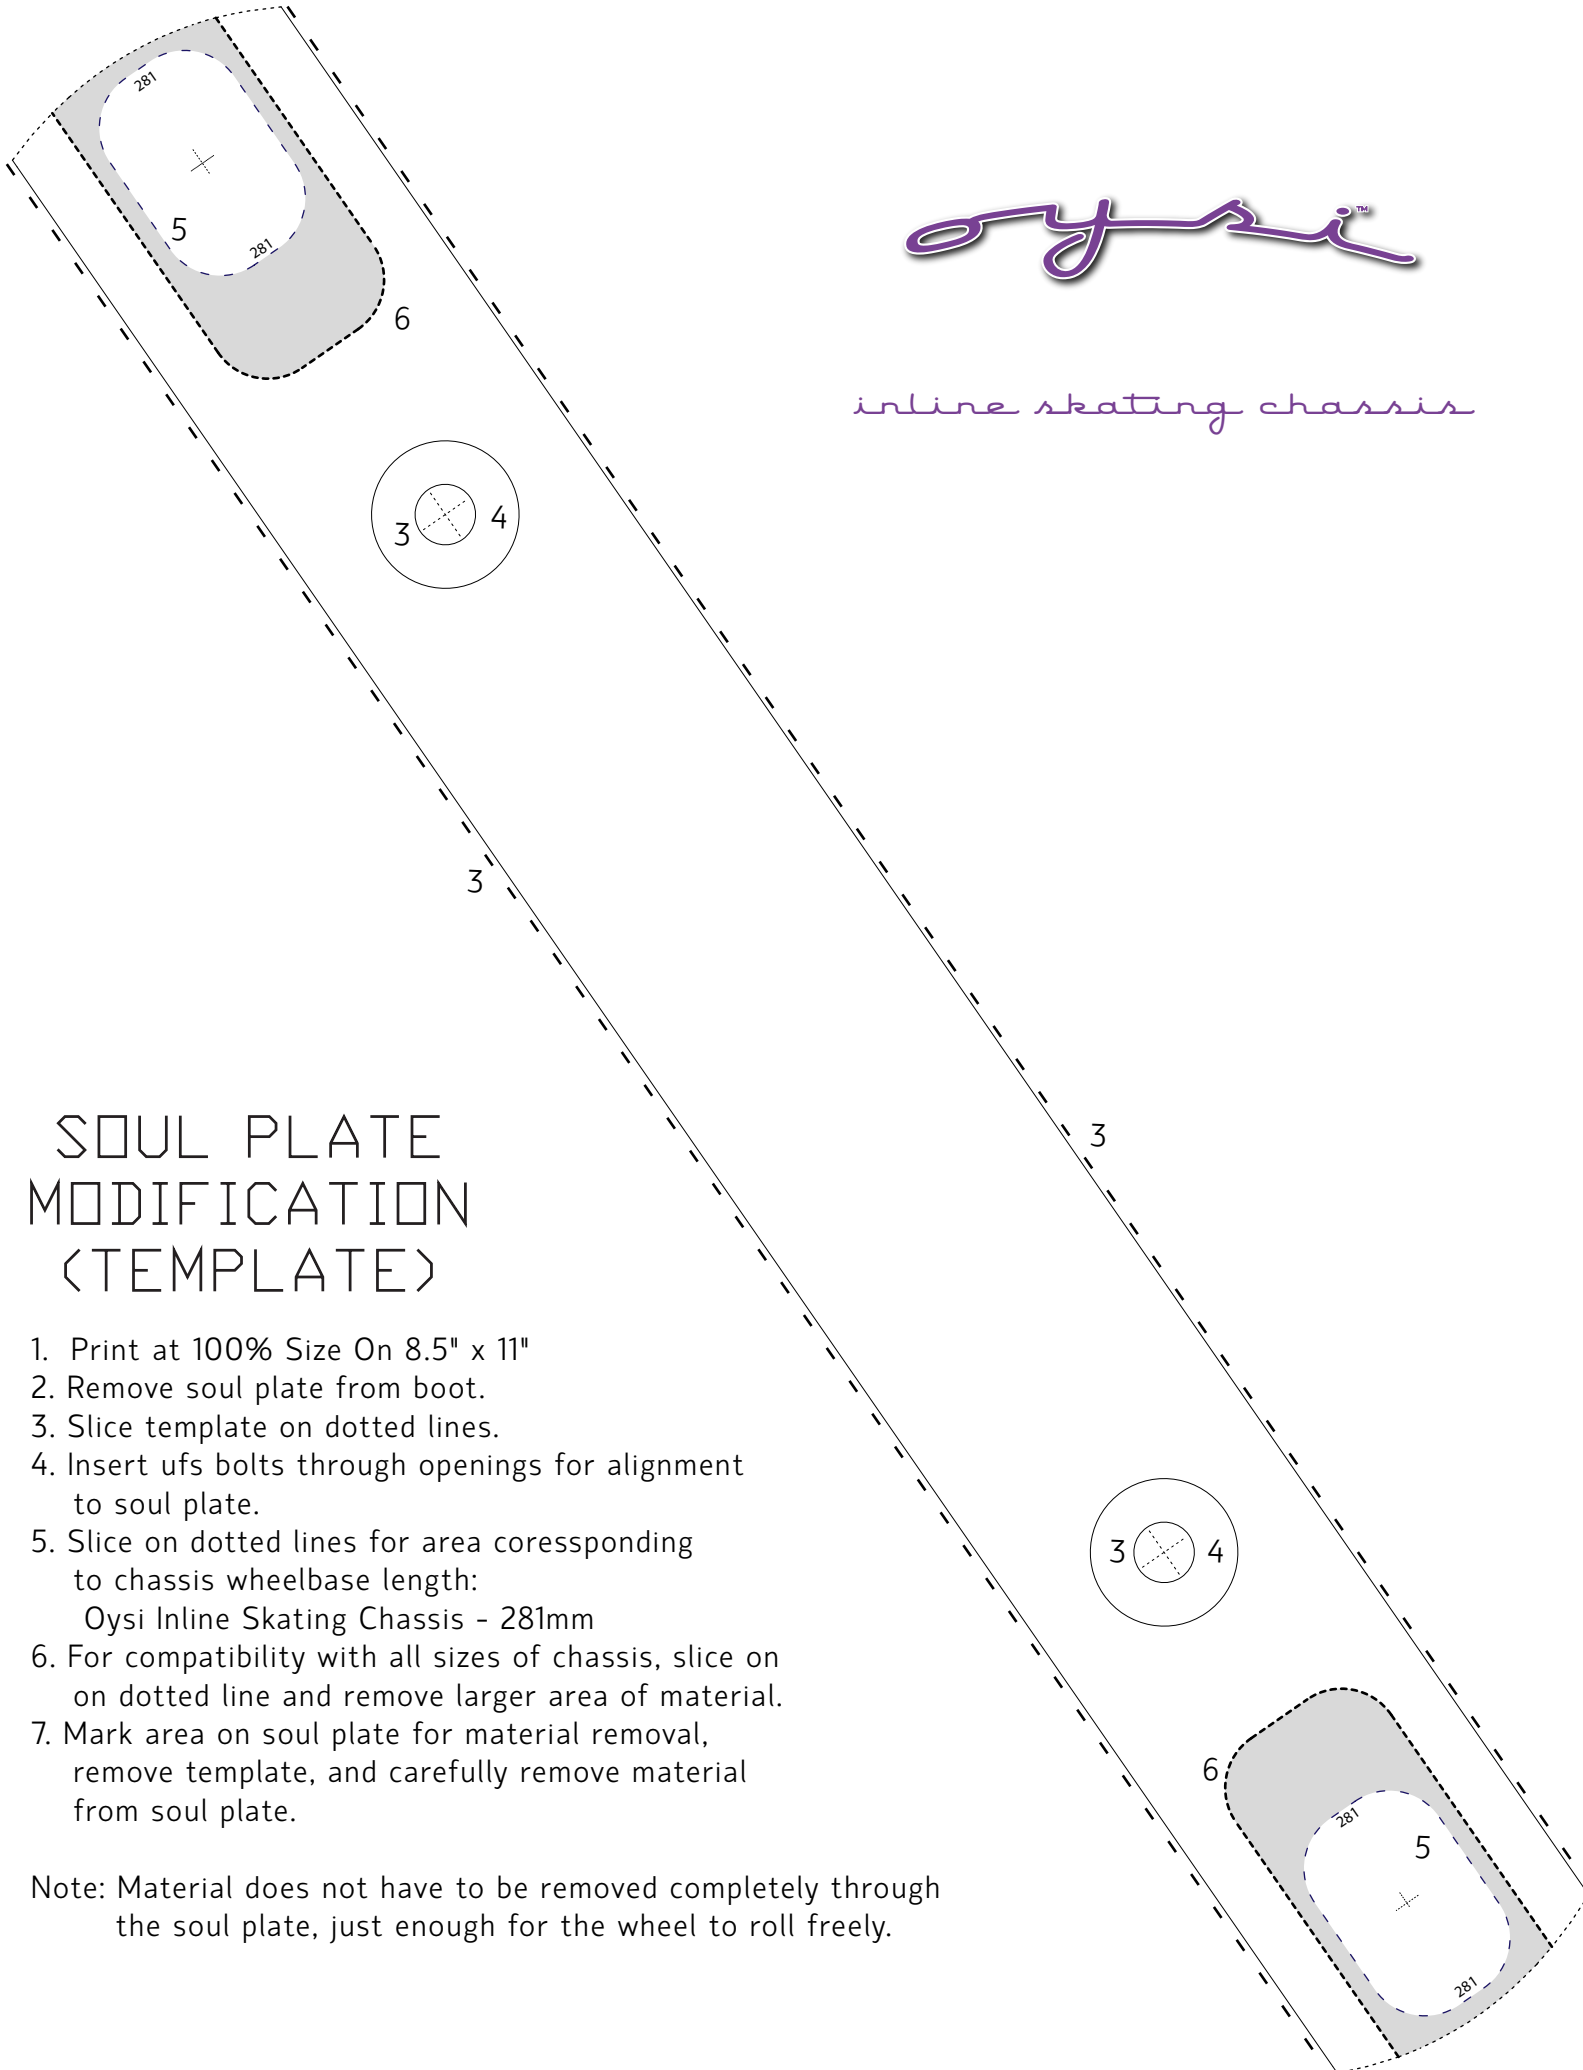 281
5
281
6
oysi™
inline skating chassis
3
4
3
3
SOUL PLATE
MODIFICATION
(TEMPLATE)
1. Print at 100% Size On 8.5" x 11"
2. Remove soul plate from boot.
3. Slice template on dotted lines.
4. Insert ufs bolts through openings for alignment
to soul plate.
5. Slice on dotted lines for area coressponding
to chassis wheelbase length:
Oysi Inline Skating Chassis - 281mm
6. For compatibility with all sizes of chassis, slice on
on dotted line and remove larger area of material.
7. Mark area on soul plate for material removal,
remove template, and carefully remove material
from soul plate.
Note: Material does not have to be removed completely through
the soul plate, just enough for the wheel to roll freely.
3
4
6
281
5
281